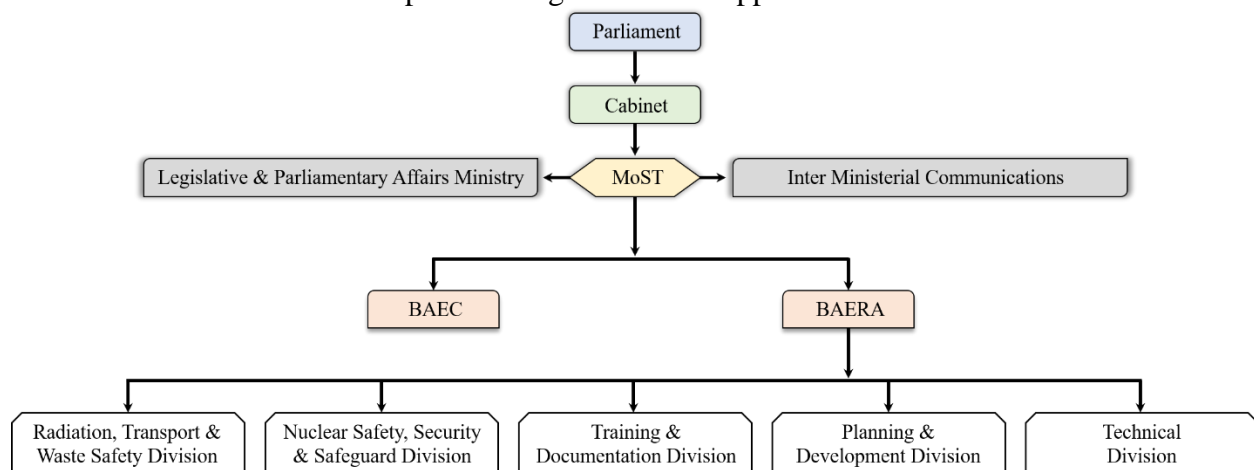 Parliament
Cabinet
Legislative & Parliamentary Affairs Ministry
MoST
Inter Ministerial Communications
BAEC
BAERA
Radiation, Transport &
Waste Safety Division
Nuclear Safety, Security
& Safeguard Division
Training &
Documentation Division
Planning &
Development Division
Technical
Division